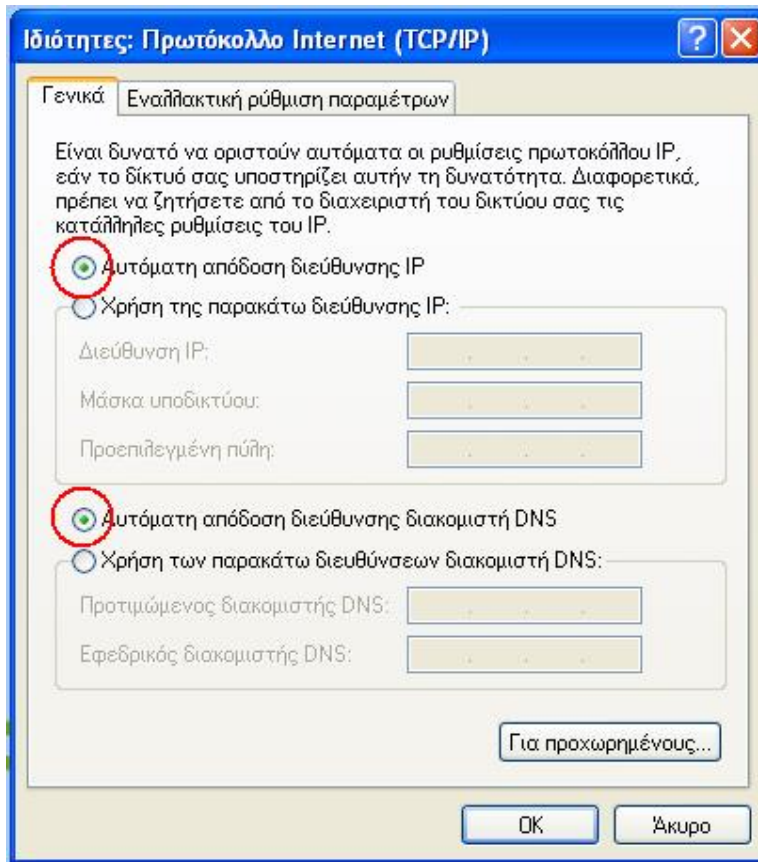 Ιδιότητες: Πρωτόκολλο Internet (TCP/IP)
Γενικά
Εναλλακτική ρύθμιση παραμέτρων
Είναι δυνατό να οριστούν αυτόματα οι ρυθμίσεις πρωτοκόλλου IP,
εάν το δίκτυό σας υποστηρίζει αυτήν τη δυνατότητα. Διαφορετικά,
πρέπει να ζητήσετε από το διαχειριστή του δικτύου σας τις
κατάλληλες ρυθμίσεις του IP.
Αυτόματη απόδοση διεύθυνσης IP
Χρήση της παρακάτω διεύθυνσης IP:
Διεύθυνση IP:
Μάσκα υποδικτύου:
Προεπιλεγμένη πύλη:
Αυτόματη απόδοση διεύθυνσης διακομιστή DNS
Χρήση των παρακάτω διευθύνσεων διακομιστή DNS:
Προτιμώμενος διακομιστής DNS:
Εφεδρικός διακομιστής DNS:
Για προχωρημένους...
OK
Άκυρο